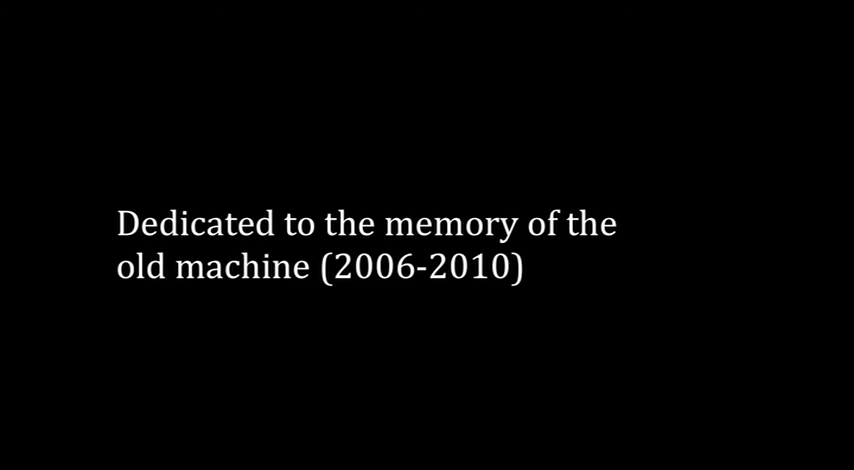 Dedicated to the memory of the
old machine (2006-2010)